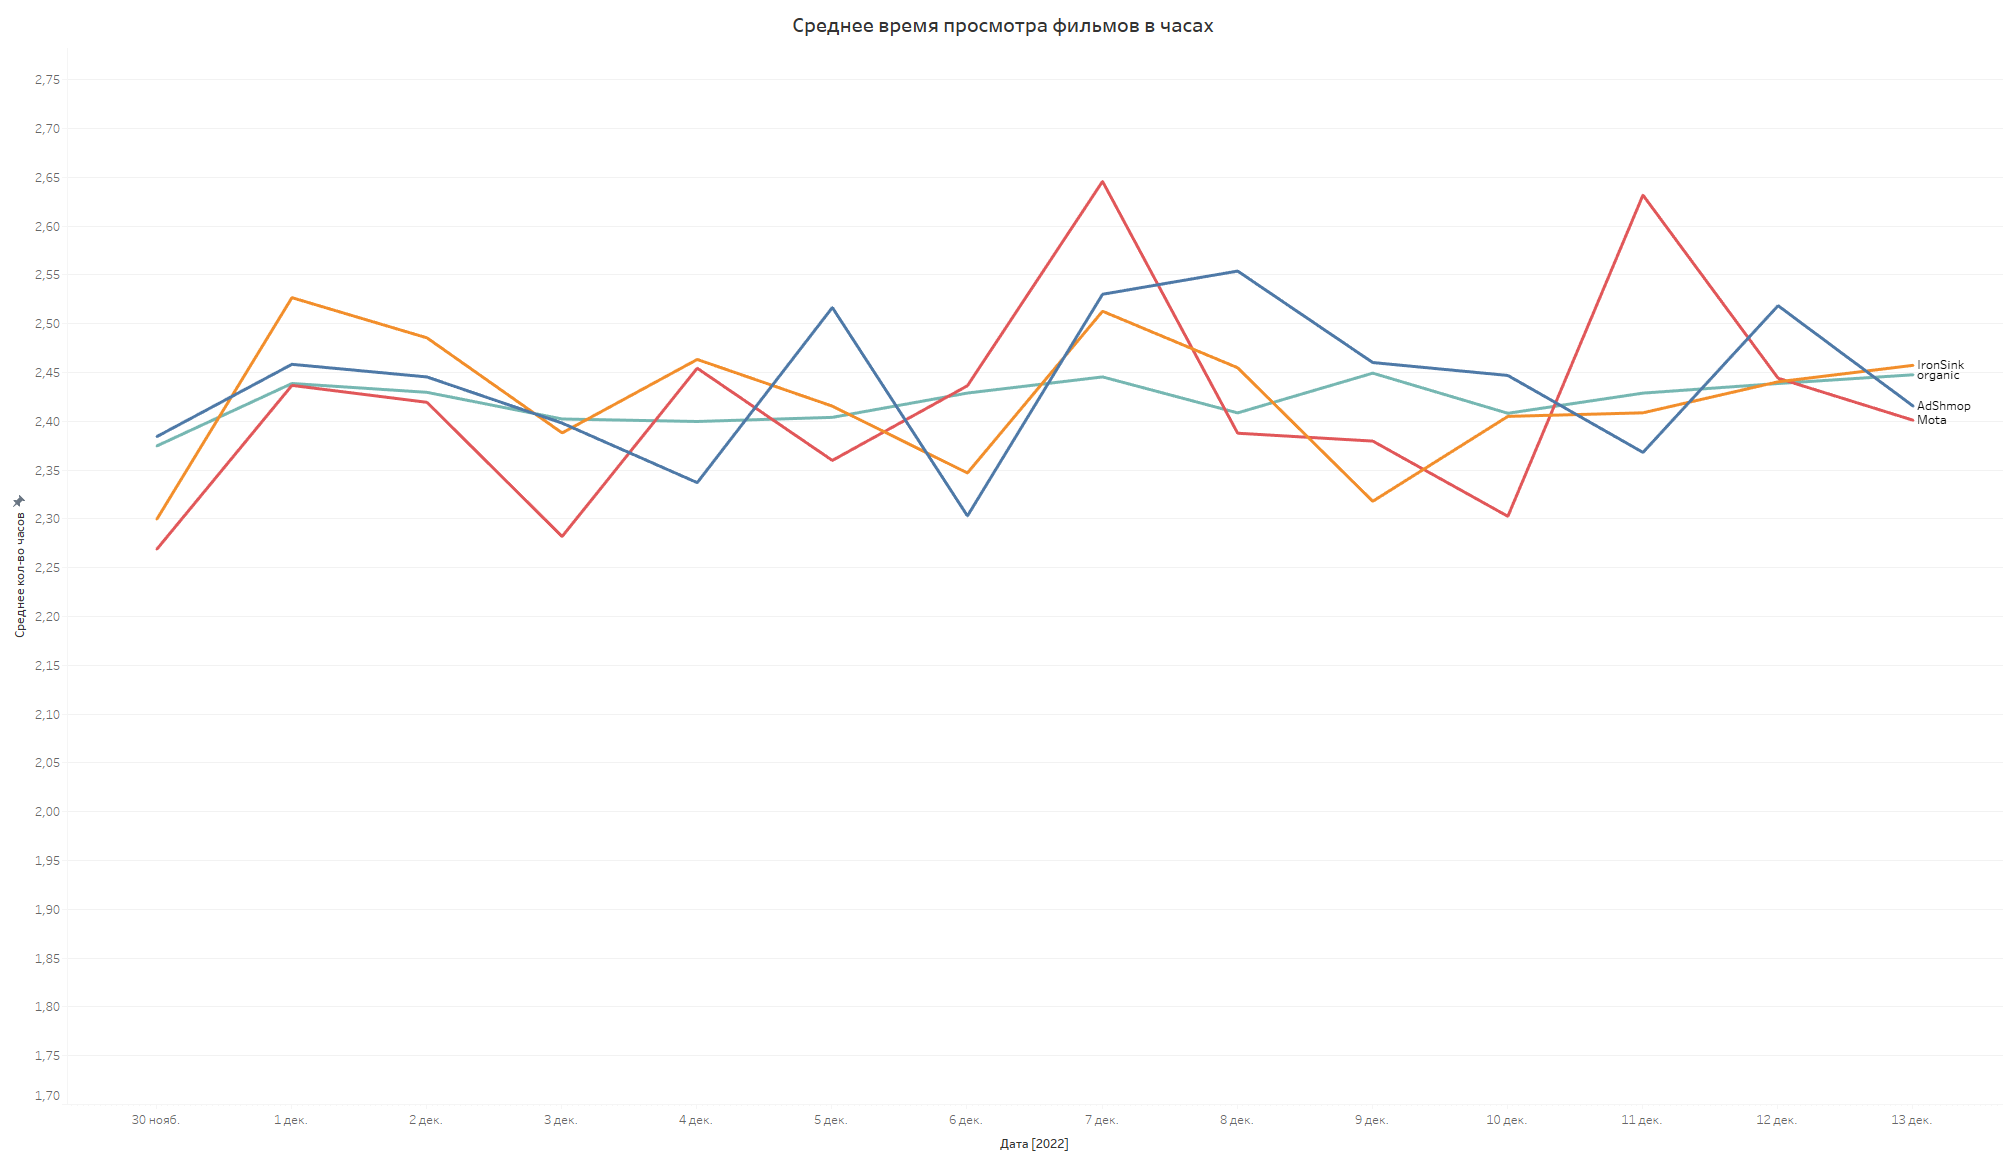 Среднее время просмотра фильмов в часах
2,75
2,70
2,65
2,60
2,55
2,50
2,45
2,40
2,35
2,30
2,25
2,20
2,15
2,10
2,05
2,00
1,95
1,90
1,85
1,80
1,75
1,70
Среднее кол-во часов
IronSink
organic
AdShmop
Mota
30 нояб. 1 дек. 2 дек. 3 дек. 4 дек. 5 дек. 6 дек. 7 дек. 8 дек. 9 дек. 10 дек. 11 дек. 12 дек. 13 дек.
Дата [2022]